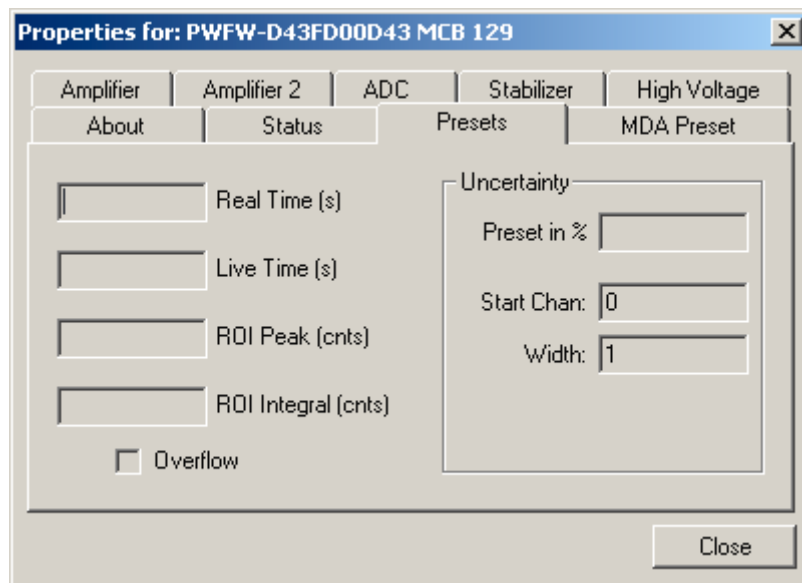 Properties for: PWFW-D43FD00D43 MCB 129
Amplifier Amplifier 2 ADC Stabilizer High Voltage
About Status Presets MDA Preset
Real Time (s)
Live Time (s)
ROI Peak (cnts)
ROI Integral (cnts)
Overflow
Uncertainty
Preset in %
Start Chan: 0
Width: 1
Close